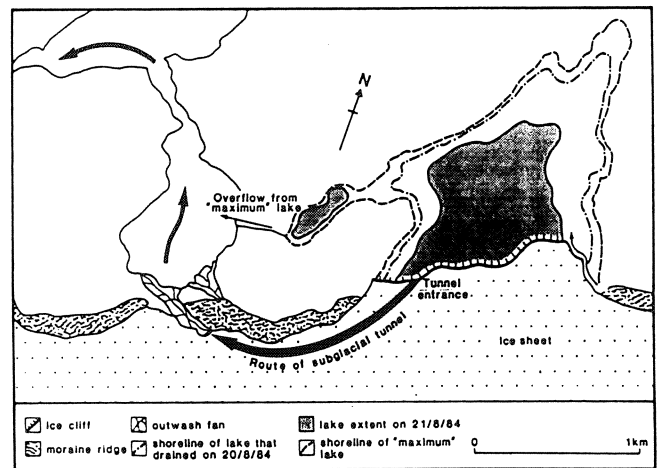 N
Overflow from
"maximum" lake
Tunnel
entrance
Ice sheet
Route of subglacial tunnel
Ice cliff
outwash fan
lake extent on 21/8/84
moraine ridge
shoreline of lake that
drained on 20/8/84
shoreline of "maximum"
lake
0
1km